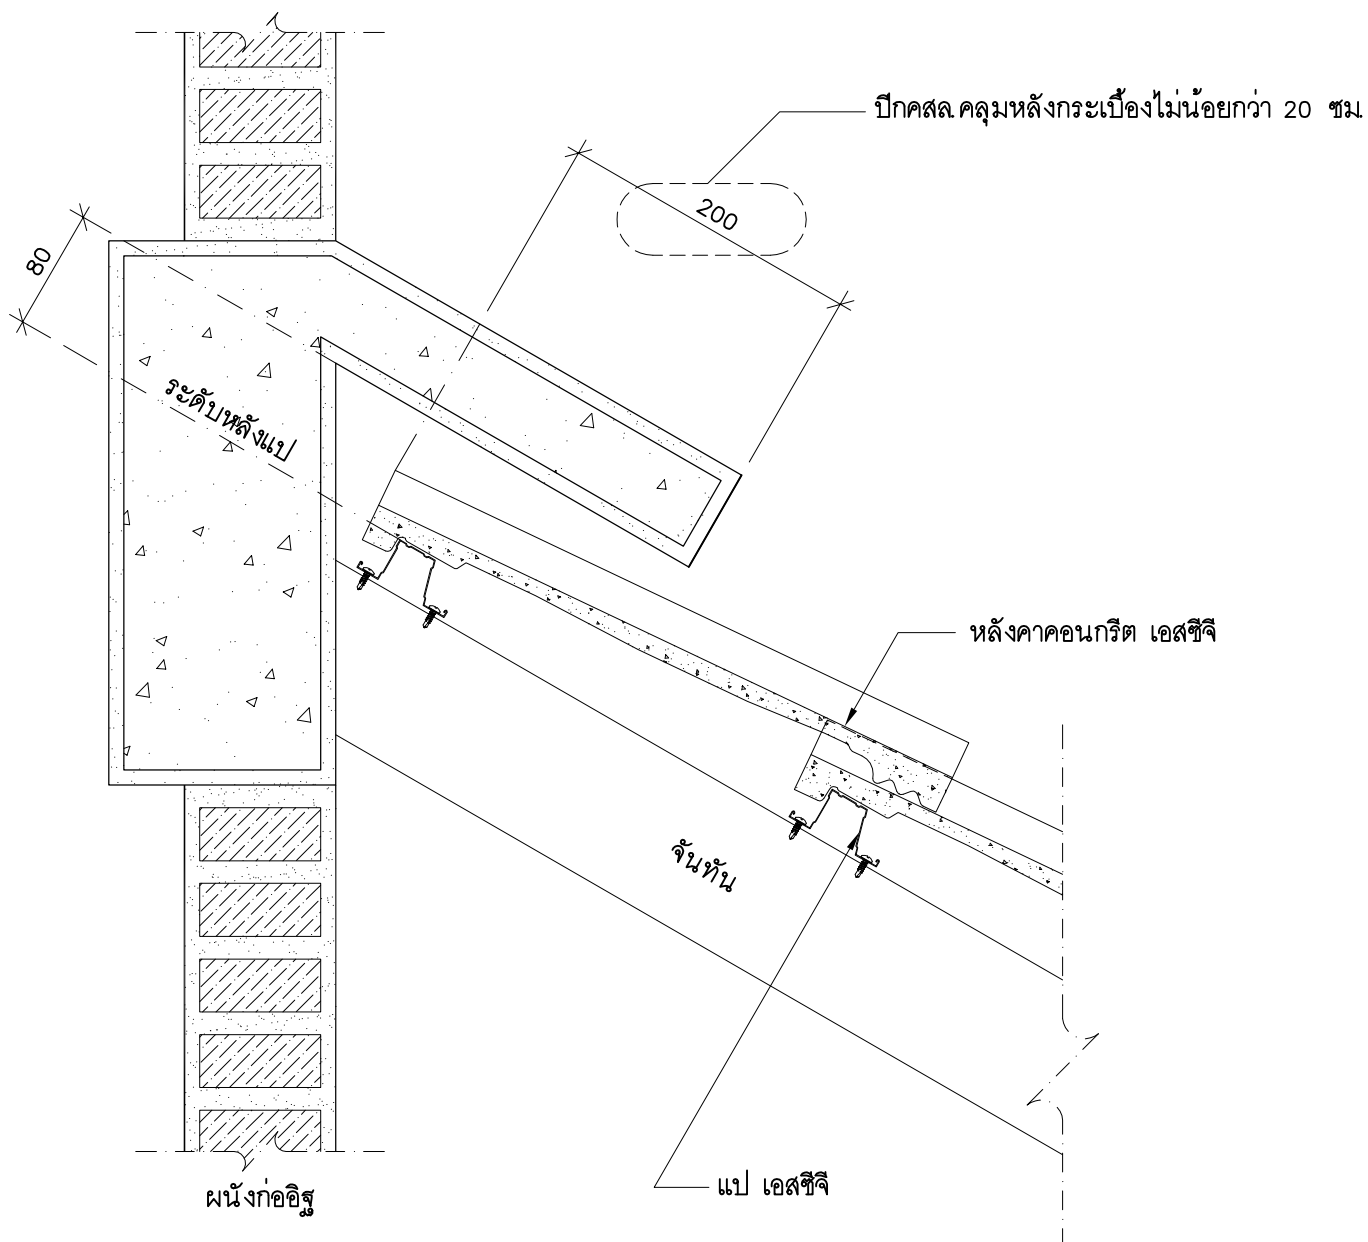 ปีกคสล.คลุมหลังกระเบื้องไม่น้อยกว่า 20 ซม.
200
80
ระดับหลังแป
หลังคาคอนกรีต เอสซีจี
จันทัน
แป เอสซีจี
ผนังก่ออิฐ